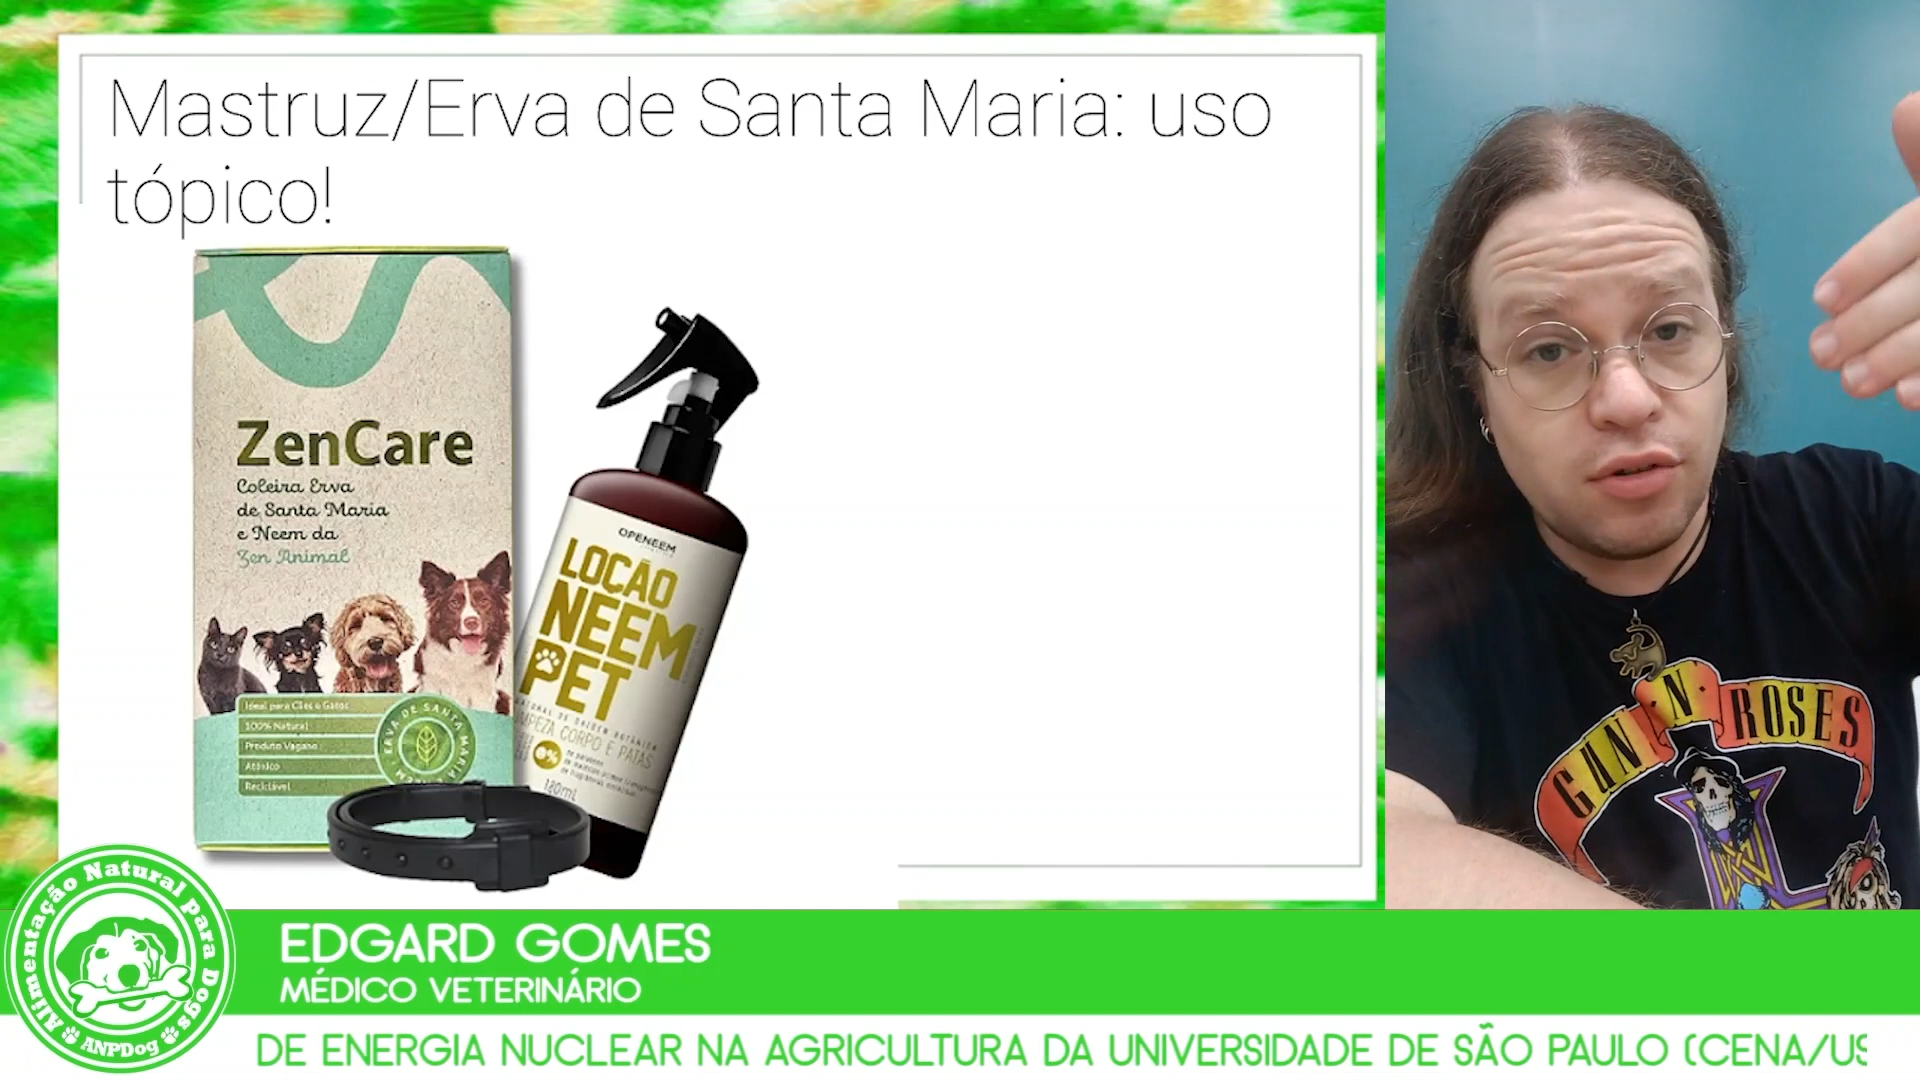 Mastruz/Erva de Santa Maria: uso
tópico!
ZenCare
Coleira Erva
de Santa Maria
e Neem da
Zen Animal
Ideal para Cães e Gatos
100% Natural
Produto Vegano
Atóxico
Reciclável
ERVA DE SANTA MARIA
OPENEEM
LOÇÃO
NEEM
PET
LIMPEZA CORPO E PATAS
0%
180mL
GUNS N' ROSES
Alimentação Natural para Dogs
ANPDog
EDGARD GOMES
MÉDICO VETERINÁRIO
DE ENERGIA NUCLEAR NA AGRICULTURA DA UNIVERSIDADE DE SÃO PAULO (CENA/US